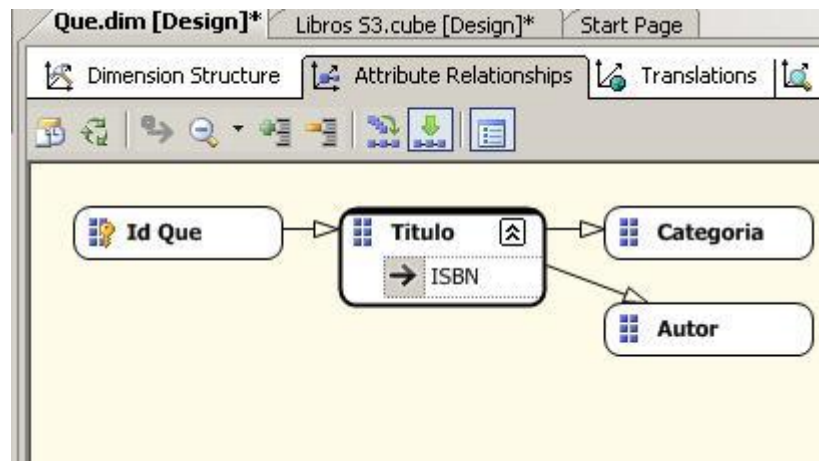 Que.dim [Design]* Libros S3.cube [Design]* Start Page
Dimension Structure Attribute Relationships Translations
Id Que Titulo Categoria
ISBN
Autor